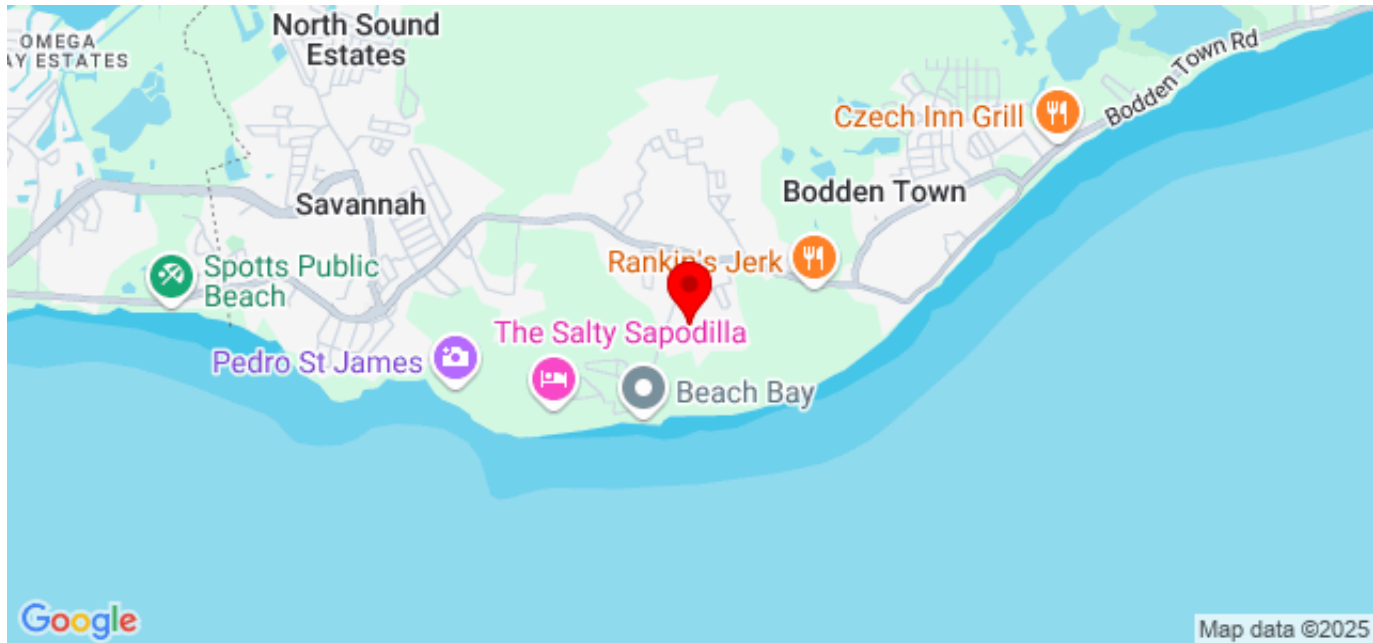 OMEGA
AY ESTATES
North Sound
Estates
Bodden Town Rd
Czech Inn Grill
Bodden Town
Savannah
Rankin's Jerk
Spotts Public
Beach
The Salty Sapodilla
Pedro St James
Beach Bay
Google
Map data ©2025